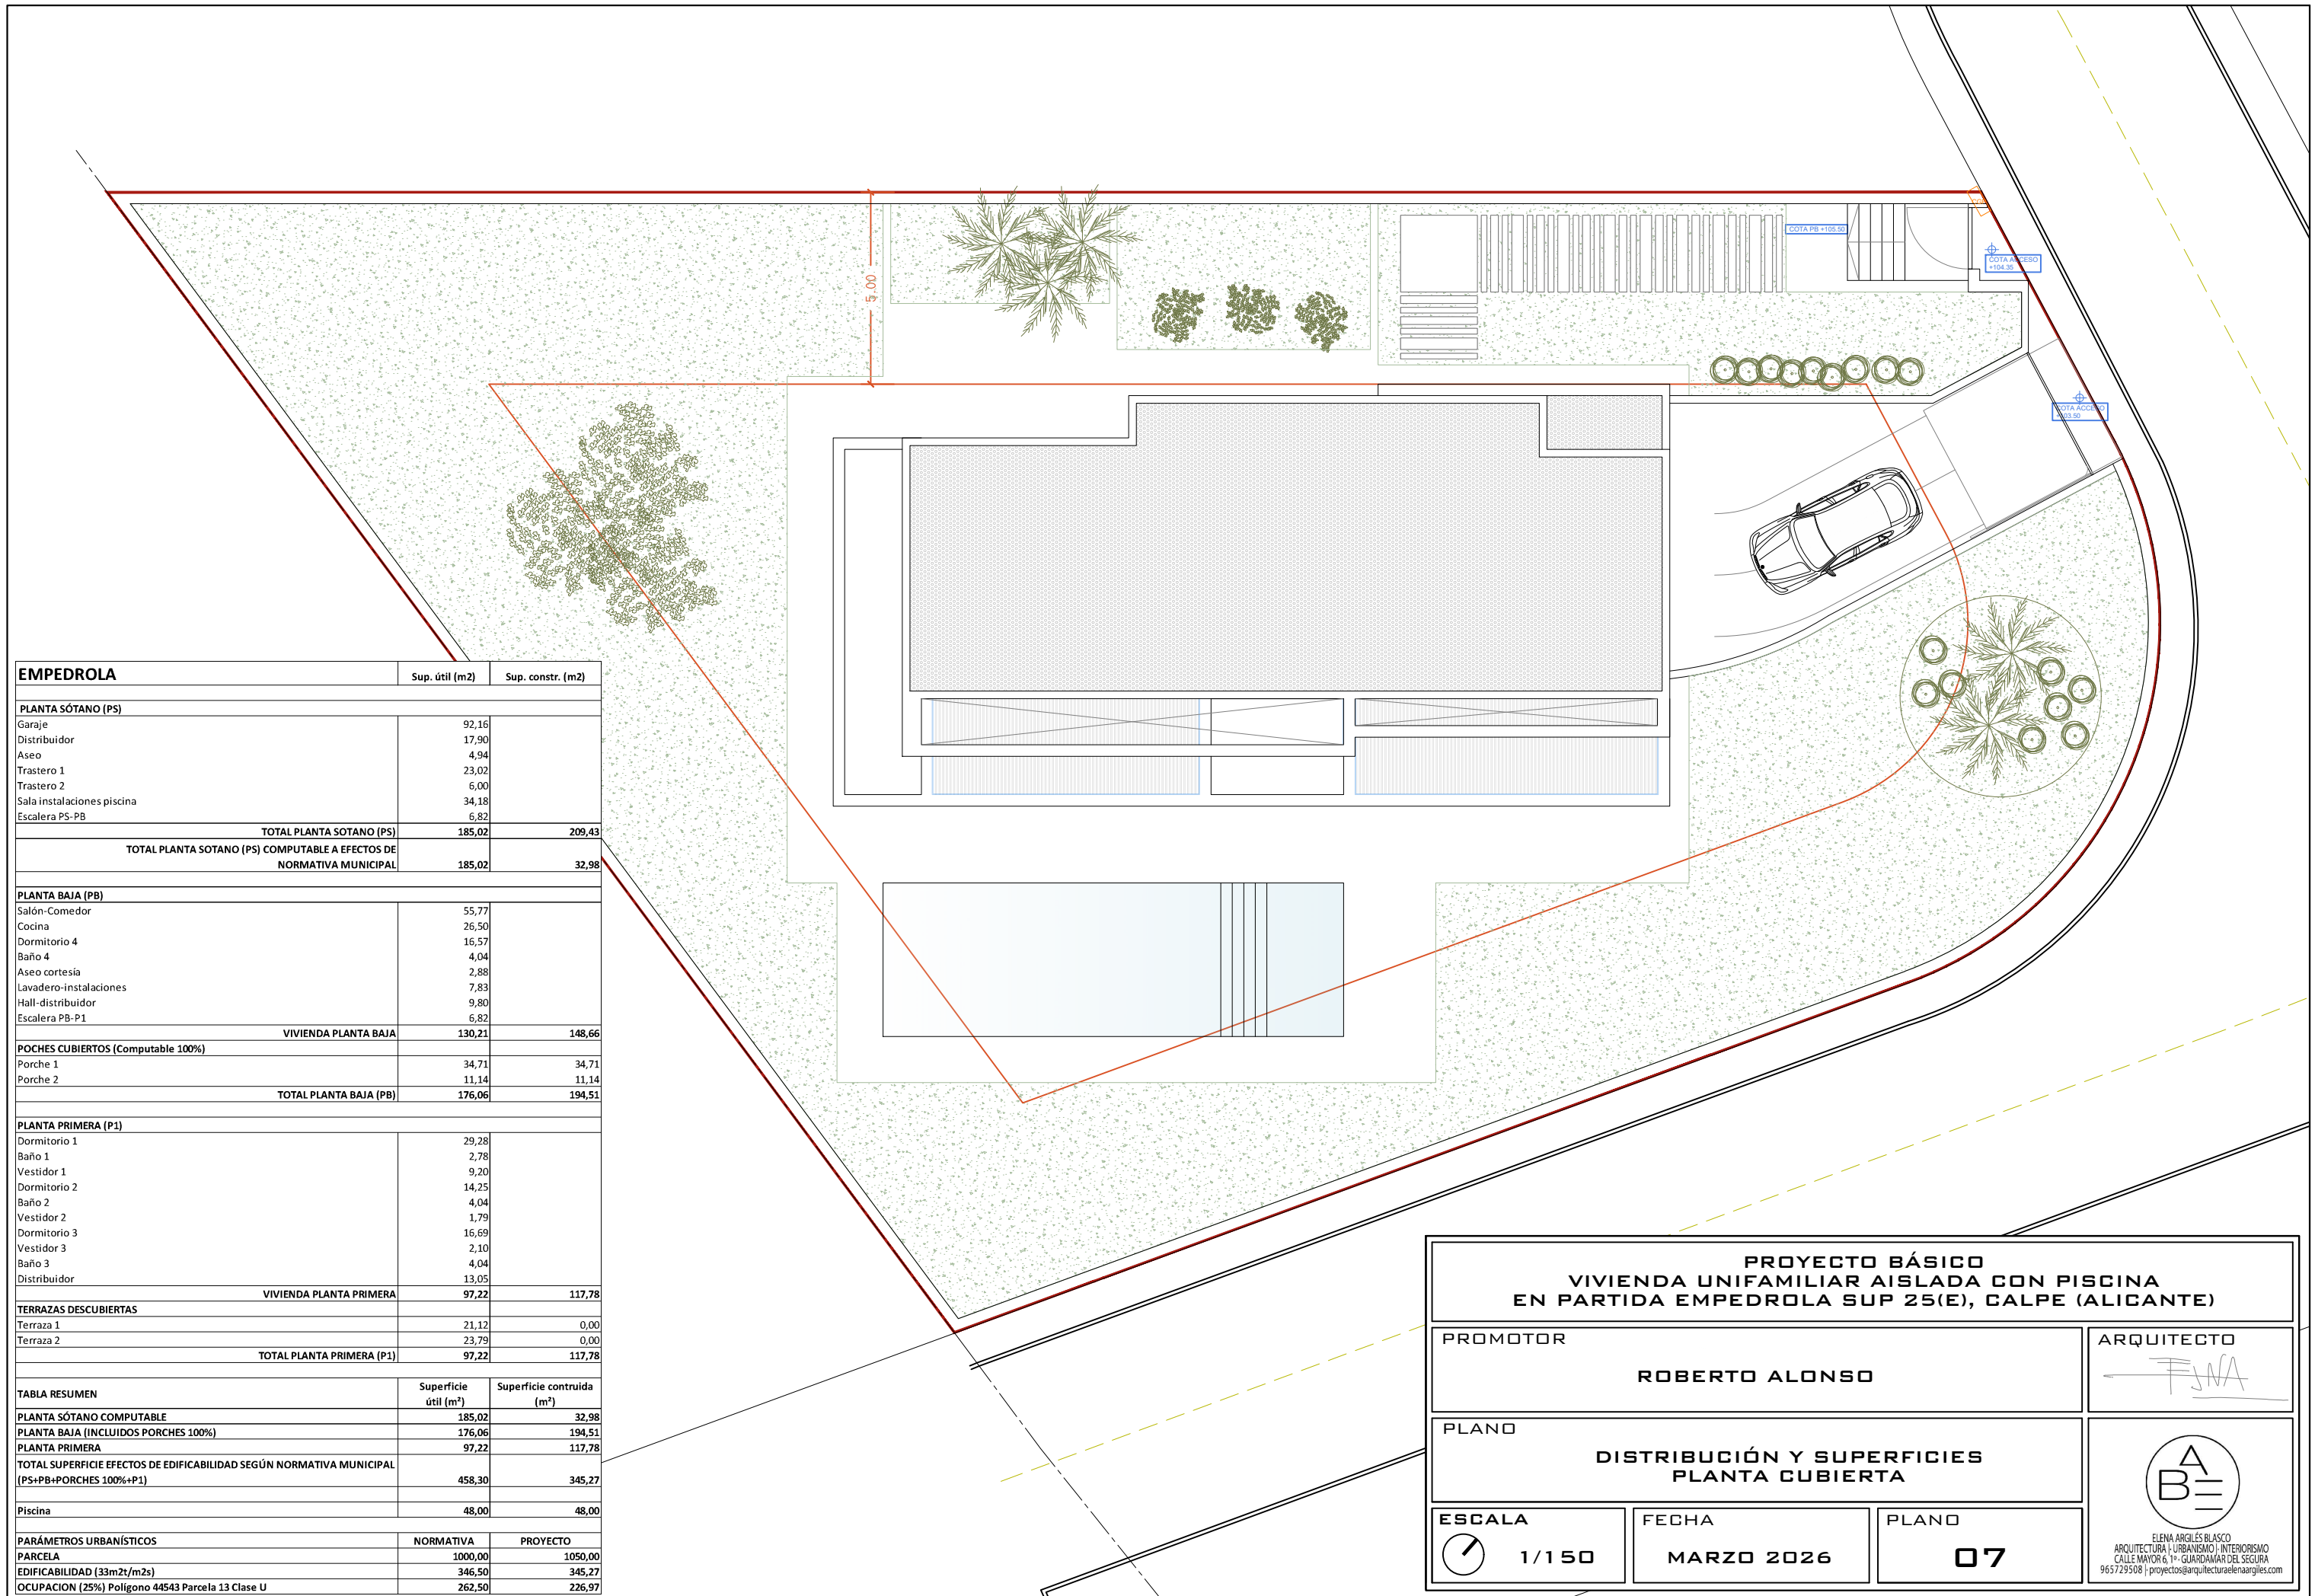 5.00
COTA PB +105.50
COTA ACCESO
+104.35
COTA ACCESO
EMPEDROLA Sup. útil (m2) Sup. constr. (m2)
PLANTA SÓTANO (PS)
Garaje 92,16
Distribuidor 17,90
Aseo 4,94
Trastero 1 23,02
Trastero 2 6,00
Sala instalaciones piscina 34,18
Escalera PS-PB 6,82
TOTAL PLANTA SOTANO (PS) 185,02 209,43
TOTAL PLANTA SOTANO (PS) COMPUTABLE A EFECTOS DE
NORMATIVA MUNICIPAL 185,02 32,98
PLANTA BAJA (PB)
Salón-Comedor 55,77
Cocina 26,50
Dormitorio 4 16,57
Baño 4 4,04
Aseo cortesia 2,88
Lavadero-instalaciones 7,83
Hall-distribuidor 9,80
Escalera PB-P1 6,82
VIVIENDA PLANTA BAJA 130,21 148,66
POCHES CUBIERTOS (Computable 100%)
Porche 1 34,71 34,71
Porche 2 11,14 11,14
TOTAL PLANTA BAJA (PB) 176,06 194,51
PLANTA PRIMERA (P1)
Dormitorio 1 29,28
Baño 1 2,78
Vestidor 1 9,20
Dormitorio 2 14,25
Baño 2 4,04
Vestidor 2 1,79
Dormitorio 3 16,69
Vestidor 3 2,10
Baño 3 4,04
Distribuidor 13,05
VIVIENDA PLANTA PRIMERA 97,22 117,78
TERRAZAS DESCUBIERTAS
Terraza 1 21,12 0,00
Terraza 2 23,79 0,00
TOTAL PLANTA PRIMERA (P1) 97,22 117,78
TABLA RESUMEN Superficie útil (m²) Superficie contruida (m²)
PLANTA SÓTANO COMPUTABLE 185,02 32,98
PLANTA BAJA (INCLUIDOS PORCHES 100%) 176,06 194,51
PLANTA PRIMERA 97,22 117,78
TOTAL SUPERFICIE EFECTOS DE EDIFICABILIDAD SEGÚN NORMATIVA MUNICIPAL
(PS+PB+PORCHES 100%+P1) 458,30 345,27
Piscina 48,00 48,00
PARÁMETROS URBANÍSTICOS NORMATIVA PROYECTO
PARCELA 1000,00 1050,00
EDIFICABILIDAD (33m2t/m2s) 346,50 345,27
OCUPACION (25%) Polígono 44543 Parcela 13 Clase U 262,50 226,97
PROYECTO BÁSICO
VIVIENDA UNIFAMILIAR AISLADA CON PISCINA
EN PARTIDA EMPEDROLA SUP 25(E), CALPE (ALICANTE)
PROMOTOR
ROBERTO ALONSO
ARQUITECTO
PLANO
DISTRIBUCIÓN Y SUPERFICIES
PLANTA CUBIERTA
ESCALA
1/150
FECHA
MARZO 2026
PLANO
07
ABE
ELENA ARGILÉS BLASCO
ARQUITECTURA | URBANISMO | INTERIORISMO
CALLE MAYOR 6, 1º - GUARDAMAR DEL SEGURA
965729508 | proyectos@arquitecturaelenaargiles.com